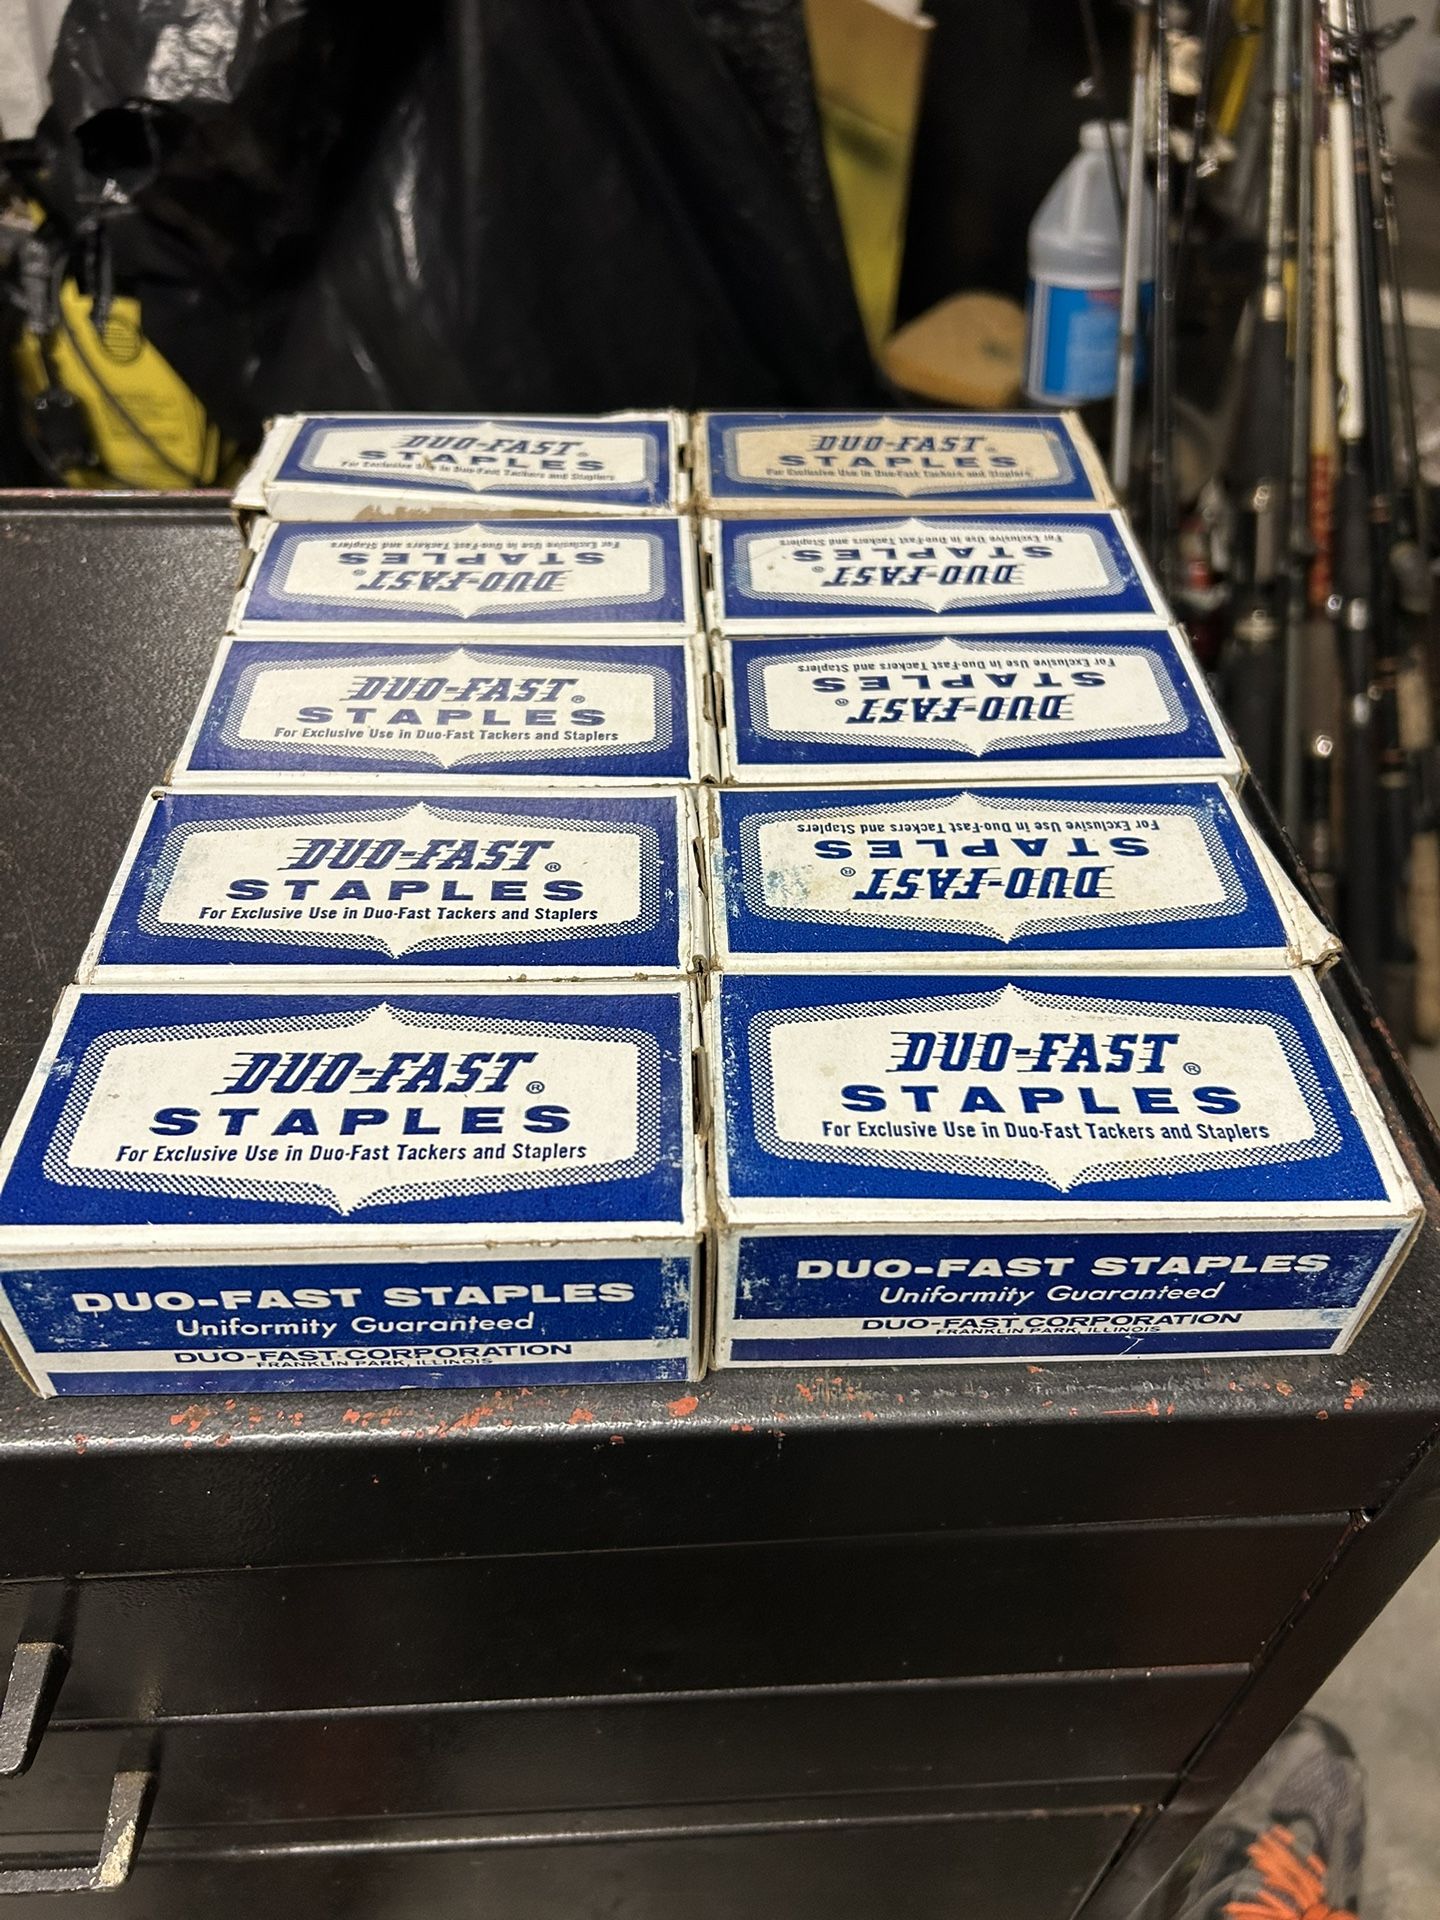 DUO-FAST®
STAPLES
For Exclusive Use in Duo-Fast Tackers and Staplers
DUO-FAST®
STAPLES
For Exclusive Use in Duo-Fast Tackers and Staplers
DUO-FAST®
STAPLES
For Exclusive Use in Duo-Fast Tackers and Staplers
DUO-FAST®
STAPLES
For Exclusive Use in Duo-Fast Tackers and Staplers
DUO-FAST®
STAPLES
For Exclusive Use in Duo-Fast Tackers and Staplers
DUO-FAST®
STAPLES
For Exclusive Use in Duo-Fast Tackers and Staplers
DUO-FAST®
STAPLES
For Exclusive Use in Duo-Fast Tackers and Staplers
DUO-FAST®
STAPLES
For Exclusive Use in Duo-Fast Tackers and Staplers
DUO-FAST®
STAPLES
For Exclusive Use in Duo-Fast Tackers and Staplers
DUO-FAST STAPLES
Uniformity Guaranteed
DUO-FAST CORPORATION
FRANKLIN PARK, ILLINOIS
DUO-FAST®
STAPLES
For Exclusive Use in Duo-Fast Tackers and Staplers
DUO-FAST STAPLES
Uniformity Guaranteed
DUO-FAST CORPORATION
FRANKLIN PARK, ILLINOIS